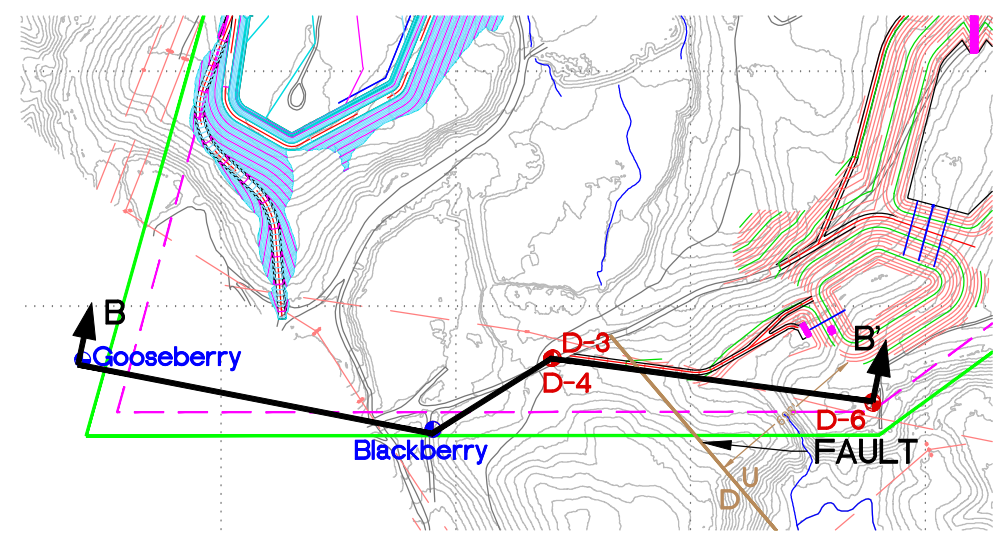 B
Gooseberry
D-3
B'
D-4
D-6
Blackberry
FAULT
U
D